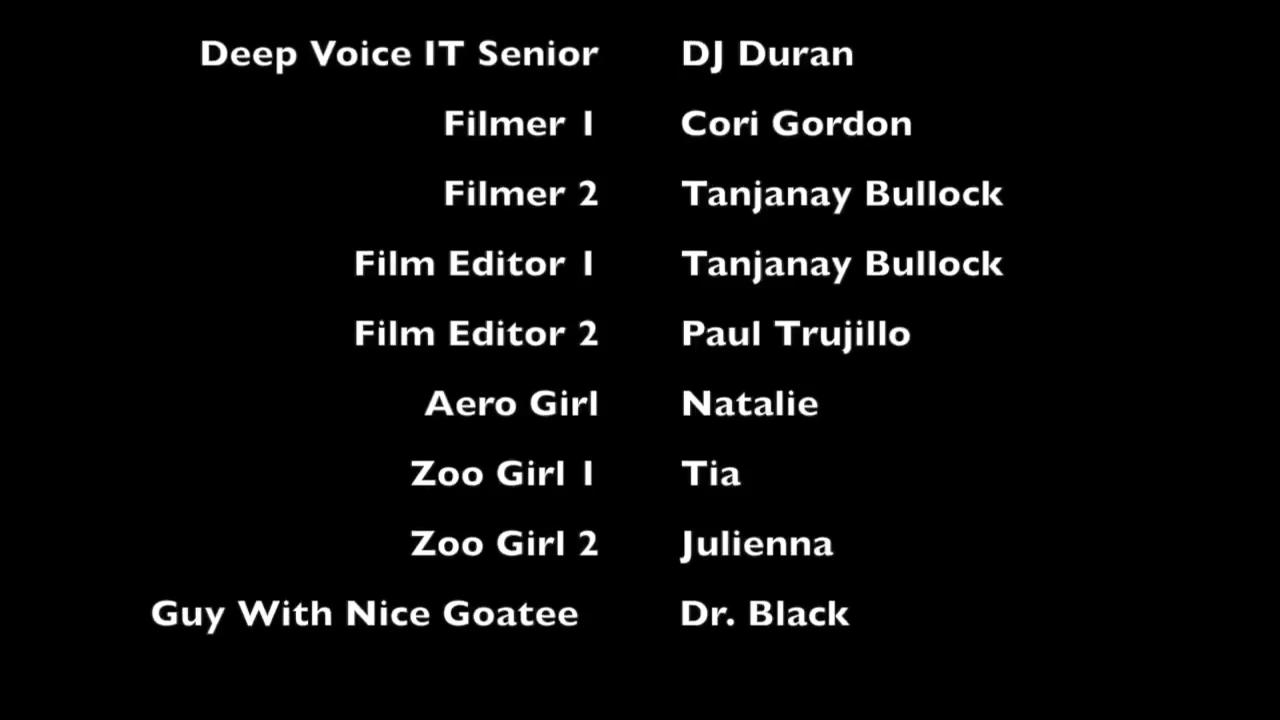 Deep Voice IT Senior DJ Duran
Filmer 1 Cori Gordon
Filmer 2 Tanjanay Bullock
Film Editor 1 Tanjanay Bullock
Film Editor 2 Paul Trujillo
Aero Girl Natalie
Zoo Girl 1 Tia
Zoo Girl 2 Julienna
Guy With Nice Goatee Dr. Black